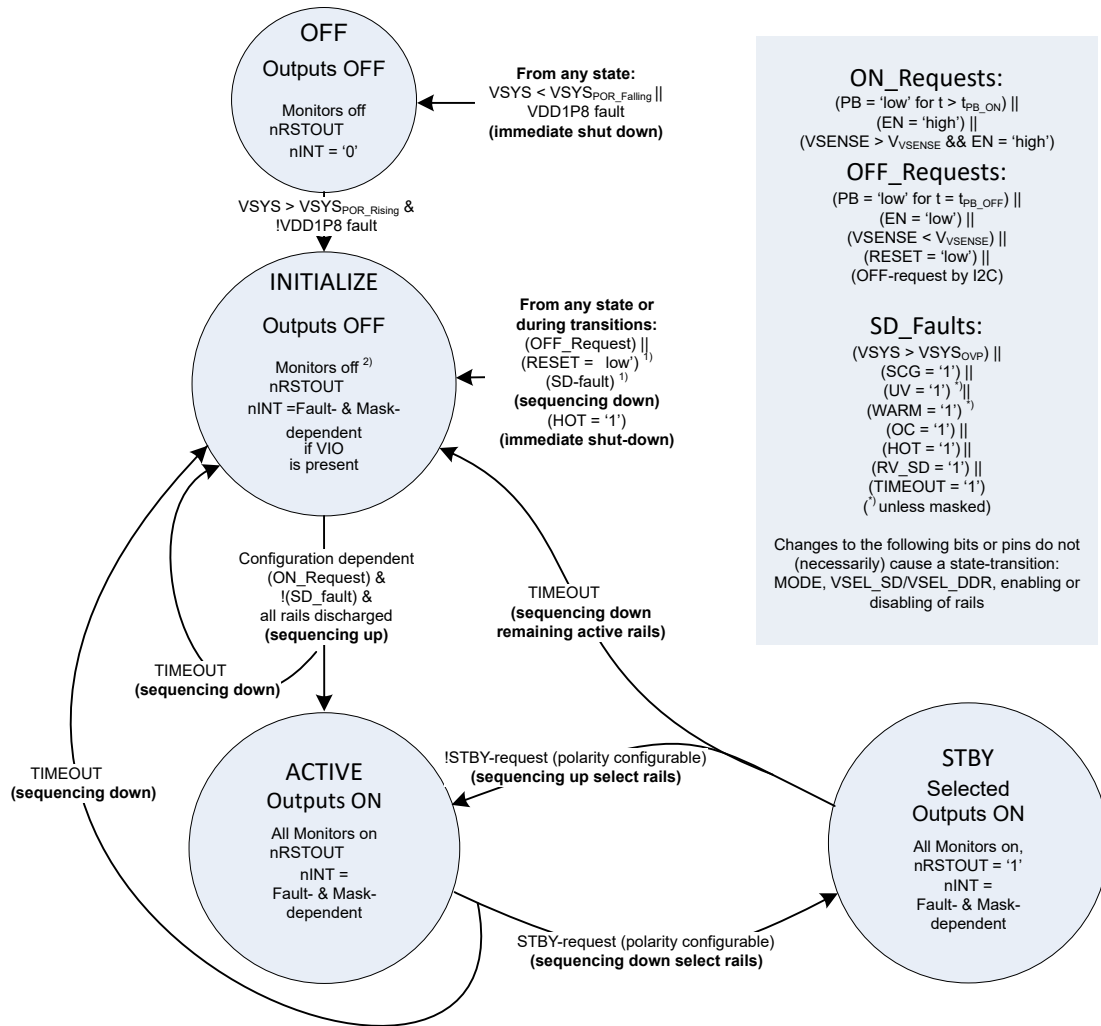 OFF
Outputs OFF
Monitors off
nRSTOUT
nINT = ‘0’
From any state:
VSYS < VSYSPOR_Falling ||
VDD1P8 fault
(immediate shut down)
VSYS > VSYSPOR_Rising &
!VDD1P8 fault
INITIALIZE
Outputs OFF
Monitors off 2)
nRSTOUT
nINT =Fault- & Mask-
dependent
if VIO
is present
From any state or
during transitions:
(OFF_Request) ||
(RESET = low’) 1)
(SD-fault) 1)
(sequencing down)
(HOT = ‘1’)
(immediate shut-down)
Configuration dependent
(ON_Request) &
!(SD_fault) &
all rails discharged
(sequencing up)
TIMEOUT
(sequencing down)
TIMEOUT
(sequencing down
remaining active rails)
TIMEOUT
(sequencing down)
ACTIVE
Outputs ON
All Monitors on
nRSTOUT
nINT =
Fault- & Mask-
dependent
!STBY-request (polarity configurable)
(sequencing up select rails)
STBY-request (polarity configurable)
(sequencing down select rails)
STBY
Selected
Outputs ON
All Monitors on,
nRSTOUT = ‘1’
nINT =
Fault- & Mask-
dependent
ON_Requests:
(PB = ‘low’ for t > tPB_ON) ||
(EN = ‘high’) ||
(VSENSE > VVSENSE && EN = ‘high’)
OFF_Requests:
(PB = ‘low’ for t = tPB_OFF) ||
(EN = ‘low’) ||
(VSENSE < VVSENSE) ||
(RESET = ‘low’) ||
(OFF-request by I2C)
SD_Faults:
(VSYS > VSYSOVP) ||
(SCG = ‘1’) ||
(UV = ‘1’) *)||
(WARM = ‘1’) *)
(OC = ‘1’) ||
(HOT = ‘1’) ||
(RV_SD = ‘1’) ||
(TIMEOUT = ‘1’)
(*) unless masked)
Changes to the following bits or pins do not
(necessarily) cause a state-transition:
MODE, VSEL_SD/VSEL_DDR, enabling or
disabling of rails